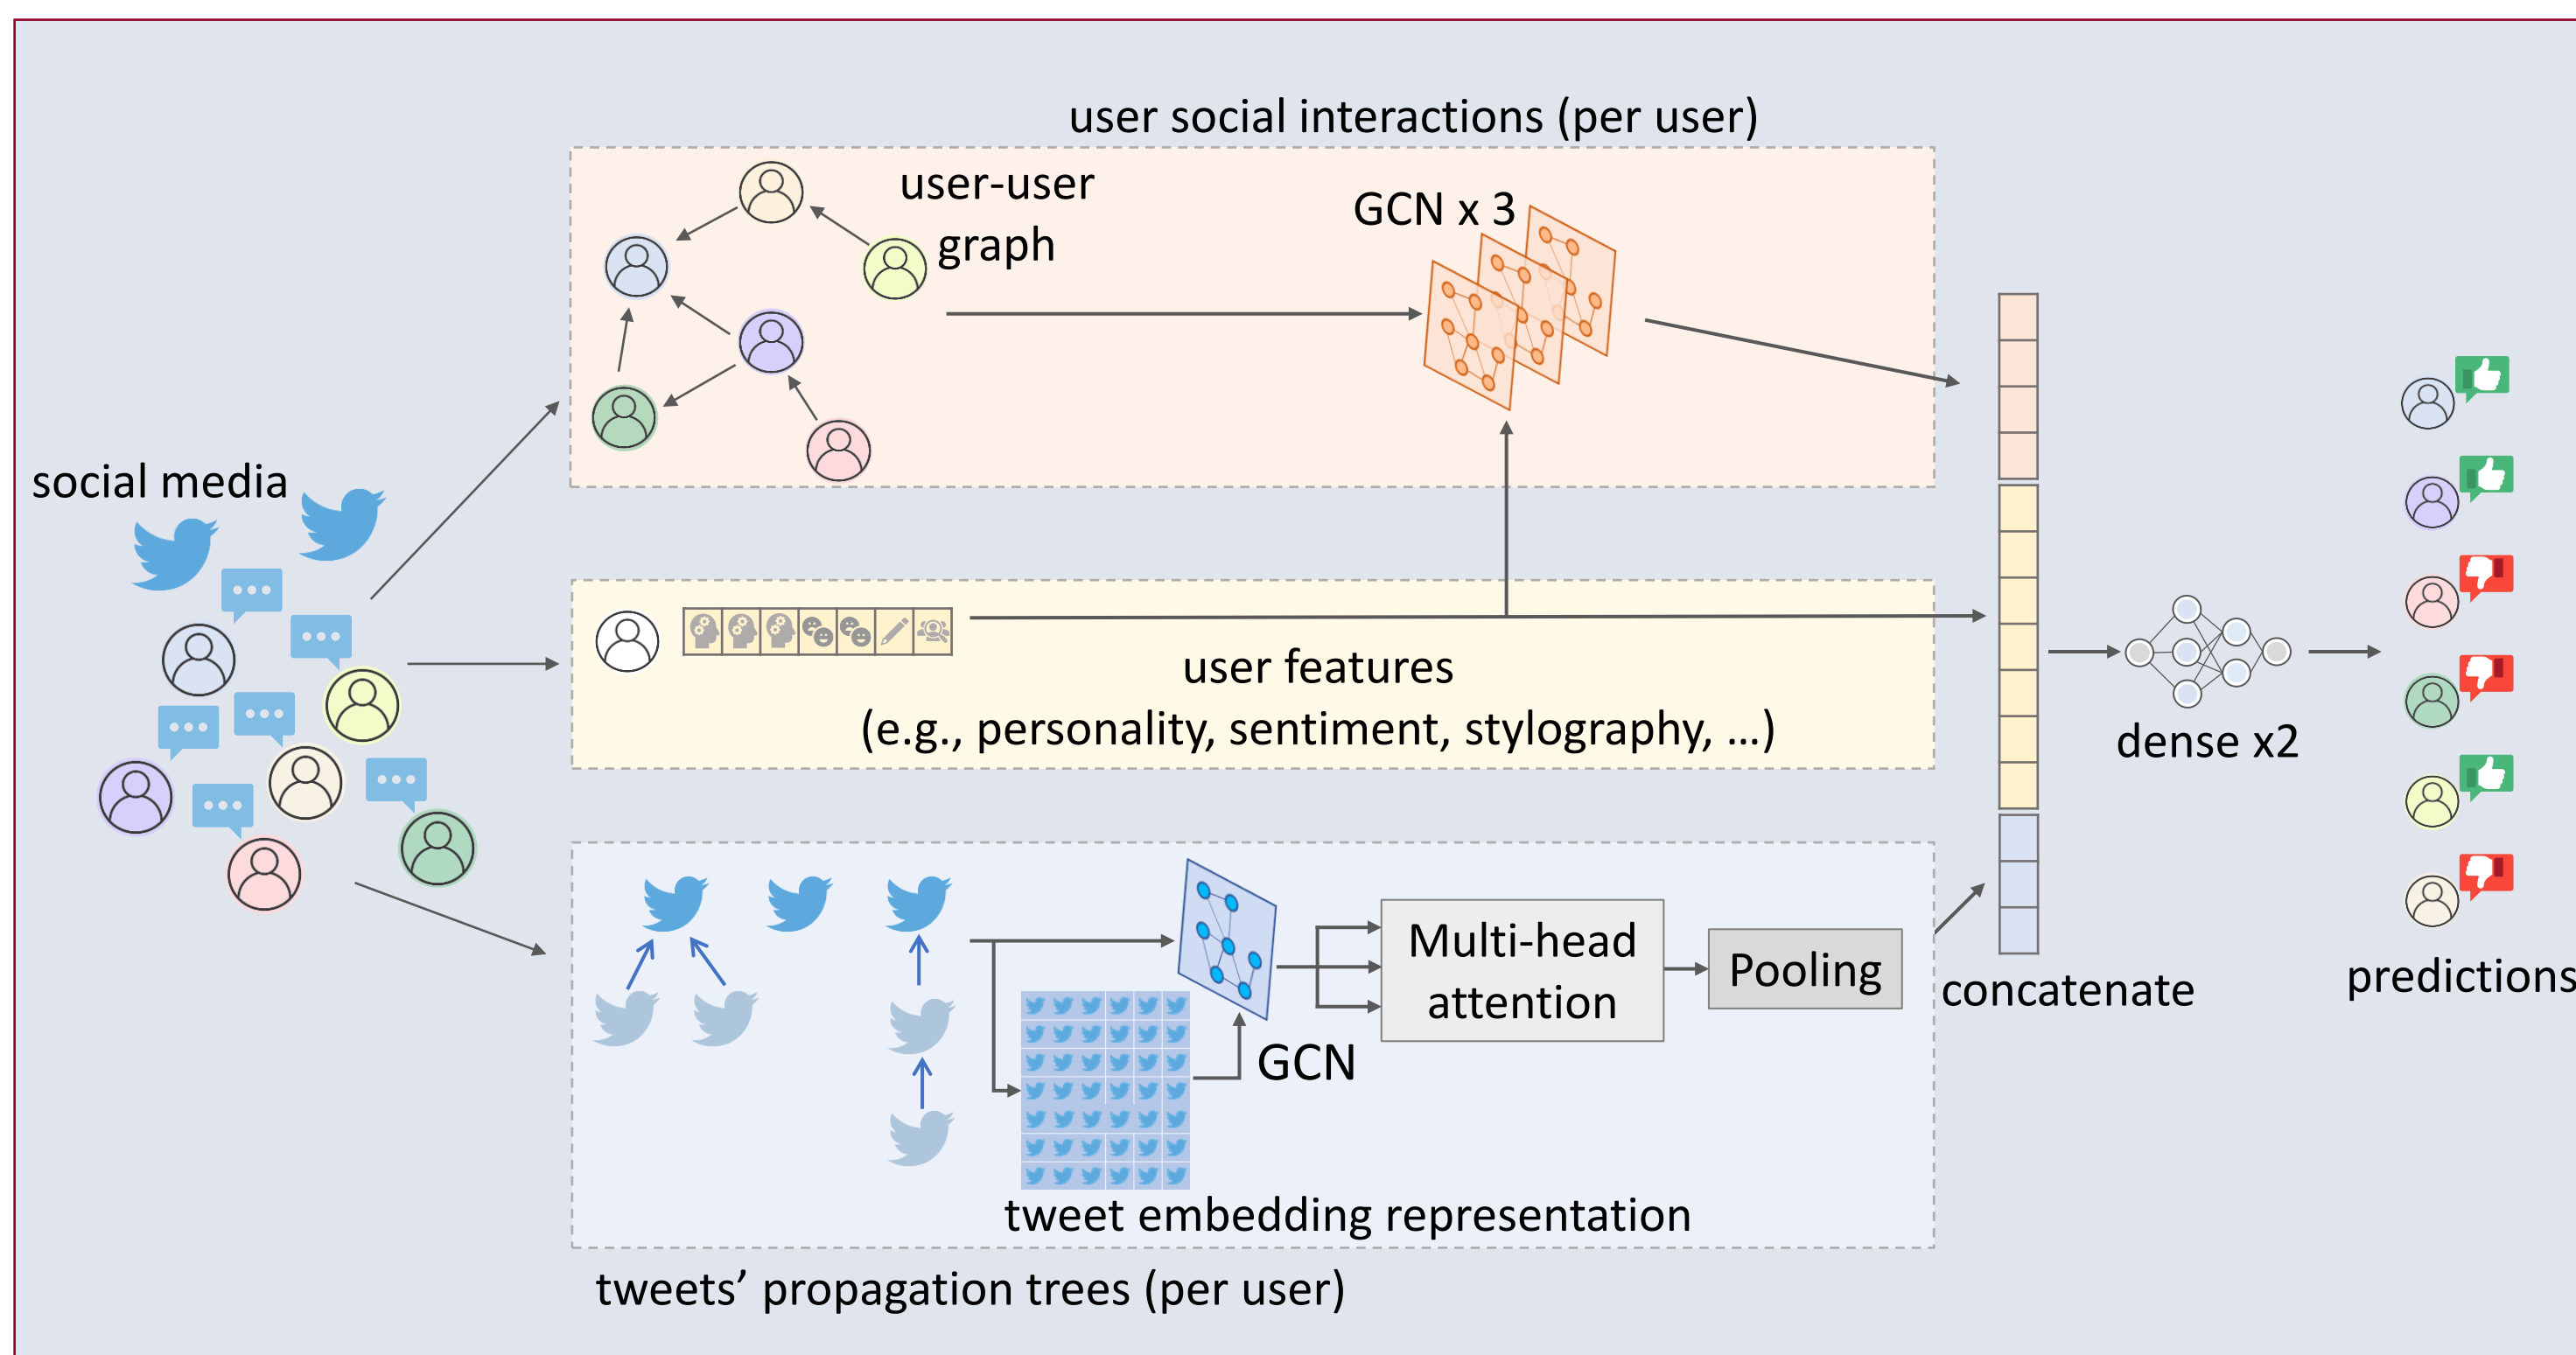 user social interactions (per user)
user-user
graph
GCN x 3
social media
user features
(e.g., personality, sentiment, stylography, ...)
dense x2
Multi-head
attention
Pooling
concatenate
predictions
GCN
tweet embedding representation
tweets’ propagation trees (per user)